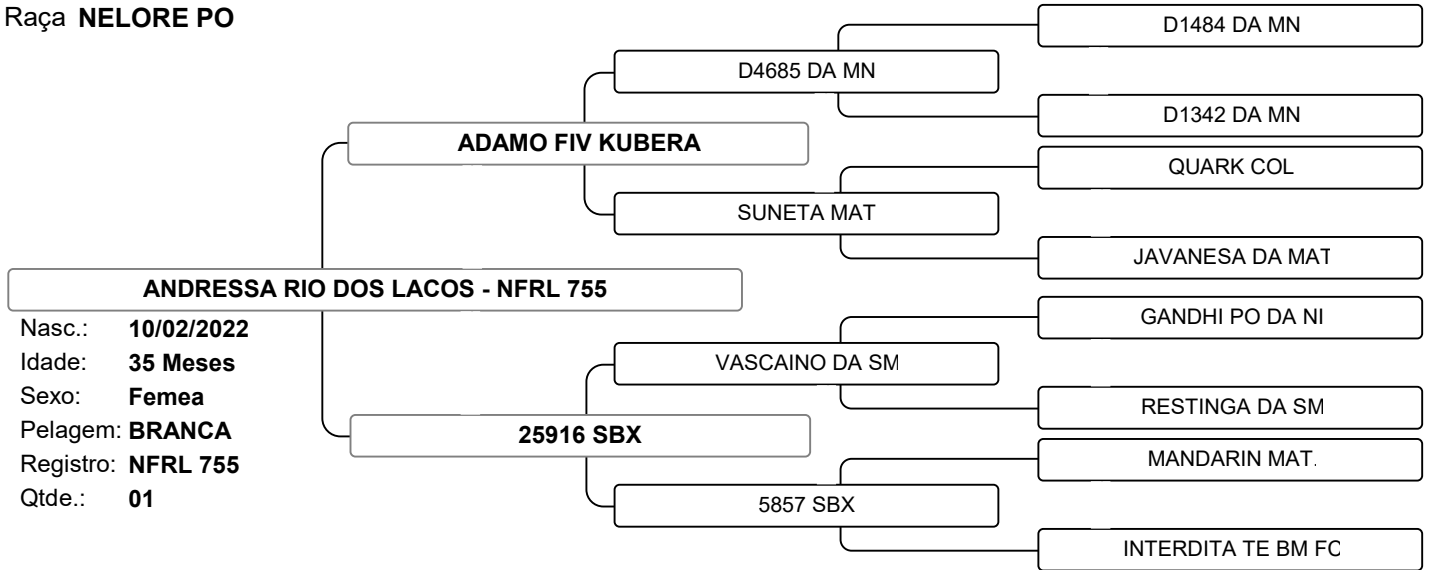 Raça NELORE PO
D1484 DA MN
D4685 DA MN
D1342 DA MN
ADAMO FIV KUBERA
QUARK COL
SUNETA MAT
JAVANESA DA MAT
ANDRESSA RIO DOS LACOS - NFRL 755
Nasc.: 10/02/2022
Idade: 35 Meses
Sexo: Femea
Pelagem: BRANCA
Registro: NFRL 755
Qtde.: 01
GANDHI PO DA NI
VASCAINO DA SM
RESTINGA DA SM
25916 SBX
MANDARIN MAT.
5857 SBX
INTERDITA TE BM FC